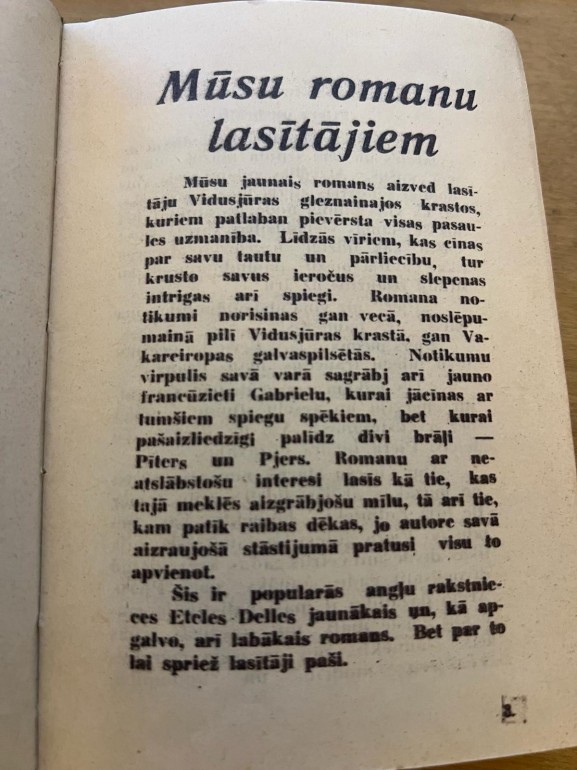 Mūsu romanu
lasītājiem
Mūsu jaunais romans aizved lasī-
tāju Vidusjūras gleznainajos krastos,
kuriem patlaban pievērsta visas pasau-
les uzmanība. Līdzās vīriem, kas cīnas
par savu tautu un pārliecību, tur
krusto savus ieročus un slepenas
intrigas arī spiegi. Romana no-
tikumi norisinas gan vecā, noslēpu-
mainā pilī Vidusjūras krastā, gan Va-
kareiropas galvaspilsētās. Notikumu
virpulis savā varā sagrābj arī jauno
francūzieti Gabrielu, kurai jācīnas ar
tumšiem spiegu spēkiem, bet kurai
pašaizliedzīgi palīdz divi brāļi —
Pīters un Pjers. Romanu ar ne-
atslābstošu interesi lasīs kā tie, kas
tajā meklēs aizgrābjošu mīlu, tā arī tie,
kam patīk raibas dēkas, jo autore savā
aizraujošā stāstijumā pratusi visu to
apvienot.
Šis ir popularās angļu rakstnie-
ces Eteles Delles jaunākais un, kā ap-
galvo, arī labākais romans. Bet par to
lai spriež lasītāji paši.